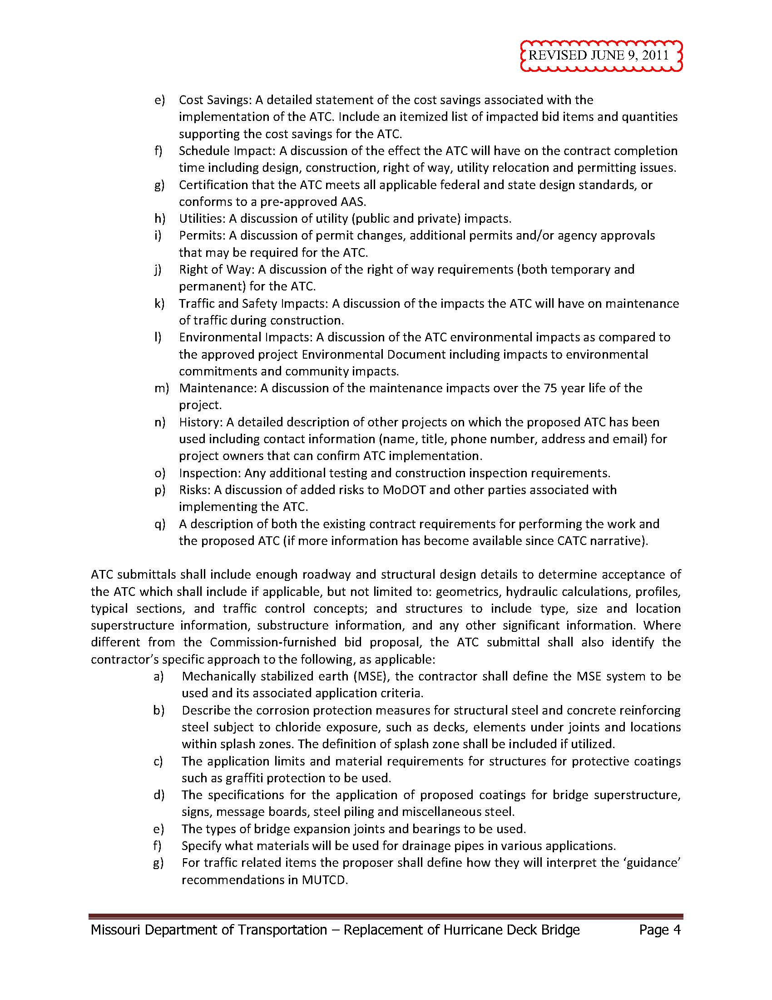 REVISED JUNE 9, 2011
e) Cost Savings: A detailed statement of the cost savings associated with the
implementation of the ATC. Include an itemized list of impacted bid items and quantities
supporting the cost savings for the ATC.
f) Schedule Impact: A discussion of the effect the ATC will have on the contract completion
time including design, construction, right of way, utility relocation and permitting issues.
g) Certification that the ATC meets all applicable federal and state design standards, or
conforms to a pre-approved AAS.
h) Utilities: A discussion of utility (public and private) impacts.
i) Permits: A discussion of permit changes, additional permits and/or agency approvals
that may be required for the ATC.
j) Right of Way: A discussion of the right of way requirements (both temporary and
permanent) for the ATC.
k) Traffic and Safety Impacts: A discussion of the impacts the ATC will have on maintenance
of traffic during construction.
l) Environmental Impacts: A discussion of the ATC environmental impacts as compared to
the approved project Environmental Document including impacts to environmental
commitments and community impacts.
m) Maintenance: A discussion of the maintenance impacts over the 75 year life of the
project.
n) History: A detailed description of other projects on which the proposed ATC has been
used including contact information (name, title, phone number, address and email) for
project owners that can confirm ATC implementation.
o) Inspection: Any additional testing and construction inspection requirements.
p) Risks: A discussion of added risks to MoDOT and other parties associated with
implementing the ATC.
q) A description of both the existing contract requirements for performing the work and
the proposed ATC (if more information has become available since CATC narrative).
ATC submittals shall include enough roadway and structural design details to determine acceptance of
the ATC which shall include if applicable, but not limited to: geometrics, hydraulic calculations, profiles,
typical sections, and traffic control concepts; and structures to include type, size and location
superstructure information, substructure information, and any other significant information. Where
different from the Commission-furnished bid proposal, the ATC submittal shall also identify the
contractor’s specific approach to the following, as applicable:
a) Mechanically stabilized earth (MSE), the contractor shall define the MSE system to be
used and its associated application criteria.
b) Describe the corrosion protection measures for structural steel and concrete reinforcing
steel subject to chloride exposure, such as decks, elements under joints and locations
within splash zones. The definition of splash zone shall be included if utilized.
c) The application limits and material requirements for structures for protective coatings
such as graffiti protection to be used.
d) The specifications for the application of proposed coatings for bridge superstructure,
signs, message boards, steel piling and miscellaneous steel.
e) The types of bridge expansion joints and bearings to be used.
f) Specify what materials will be used for drainage pipes in various applications.
g) For traffic related items the proposer shall define how they will interpret the ‘guidance’
recommendations in MUTCD.
Missouri Department of Transportation – Replacement of Hurricane Deck Bridge Page 4